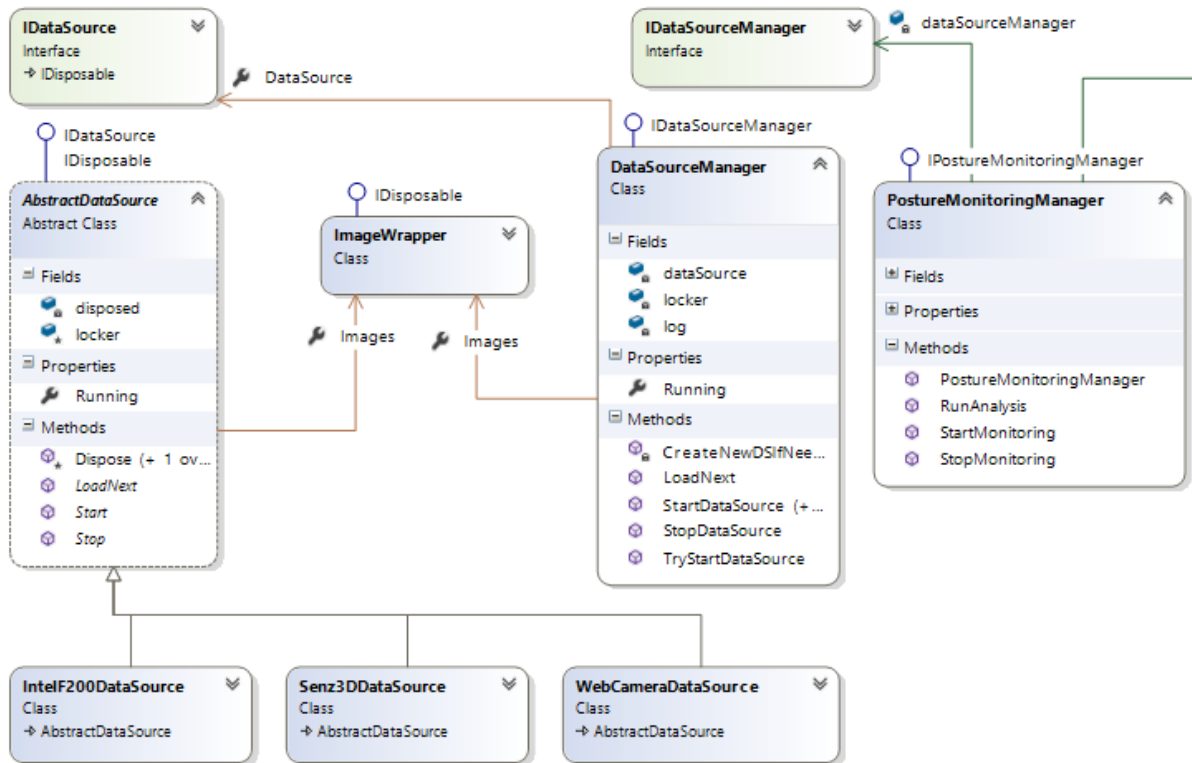 IDataSource
Interface
IDisposable
DataSource
IDataSourceManager
Interface
dataSourceManager
IDataSource
IDisposable
AbstractDataSource
Abstract Class
Fields
disposed
locker
Properties
Running
Methods
Dispose (+ 1 ov...
LoadNext
Start
Stop
IDisposable
ImageWrapper
Class
Images
Images
IDataSourceManager
DataSourceManager
Class
Fields
dataSource
locker
log
Properties
Running
Methods
CreateNewDSIfNee...
LoadNext
StartDataSource (+...
StopDataSource
TryStartDataSource
IPostureMonitoringManager
PostureMonitoringManager
Class
Fields
Properties
Methods
PostureMonitoringManager
RunAnalysis
StartMonitoring
StopMonitoring
IntelF200DataSource
Class
AbstractDataSource
Senz3DDataSource
Class
AbstractDataSource
WebCameraDataSource
Class
AbstractDataSource